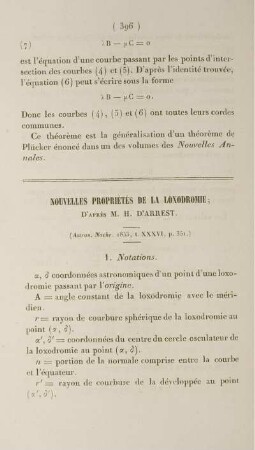 ( 396 )
(7) λB — μC = 0
est l'équation d'une courbe passant par les points d'inter-
section des courbes (4) et (5). D'après l'identité trouvée,
l'équation (6) peut s'écrire sous la forme
λB — μC = 0.
Donc les courbes (4), (5) et (6) ont toutes leurs cordes
communes.
Ce théorème est la généralisation d'un théorème de
Plücker énoncé dans un des volumes des Nouvelles An-
nales.
NOUVELLES PROPRIÉTÉS DE LA LOXODROMIE;
D'APRÈS M. H. D'ARREST.
(Astron. Nachr. 1853, t. XXXVI, p.
1. Notations.
α, δ coordonnées astronomiques d'un point d'une loxo-
dromie passant par l'origine.
A = angle constant de la loxodromie avec le méri-
dien.
r = rayon de courbure sphérique de la loxodromie au
point (α, δ).
α', δ' = coordonnées du centre du cercle osculateur de
la loxodromie au point (α, δ).
n = portion de la normale comprise entre la courbe
et l'équateur.
r' = rayon de courbure de la développée au point
(α', δ').